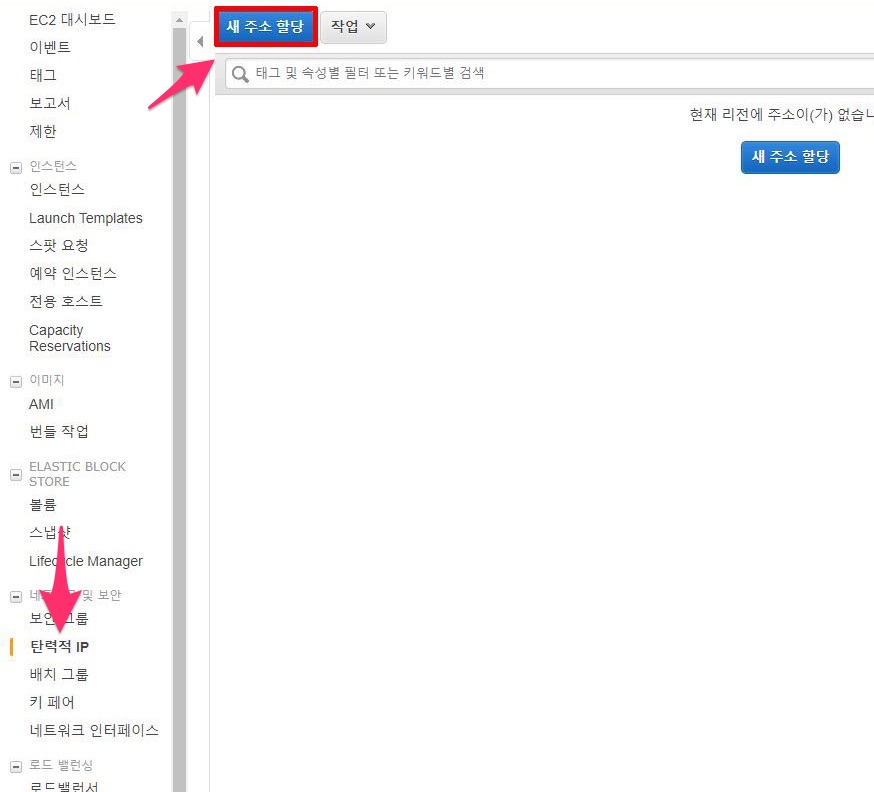 EC2 대시보드
이벤트
태그
보고서
제한
인스턴스
인스턴스
Launch Templates
스팟 요청
예약 인스턴스
전용 호스트
Capacity
Reservations
이미지
AMI
번들 작업
ELASTIC BLOCK
STORE
볼륨
스냅샷
Lifecycle Manager
및 보안
보안 그룹
탄력적 IP
배치 그룹
키 페어
네트워크 인터페이스
로드 밸런싱
로드밸런서
새 주소 할당
작업
태그 및 속성별 필터 또는 키워드별 검색
현재 리전에 주소이(가)
새 주소 할당